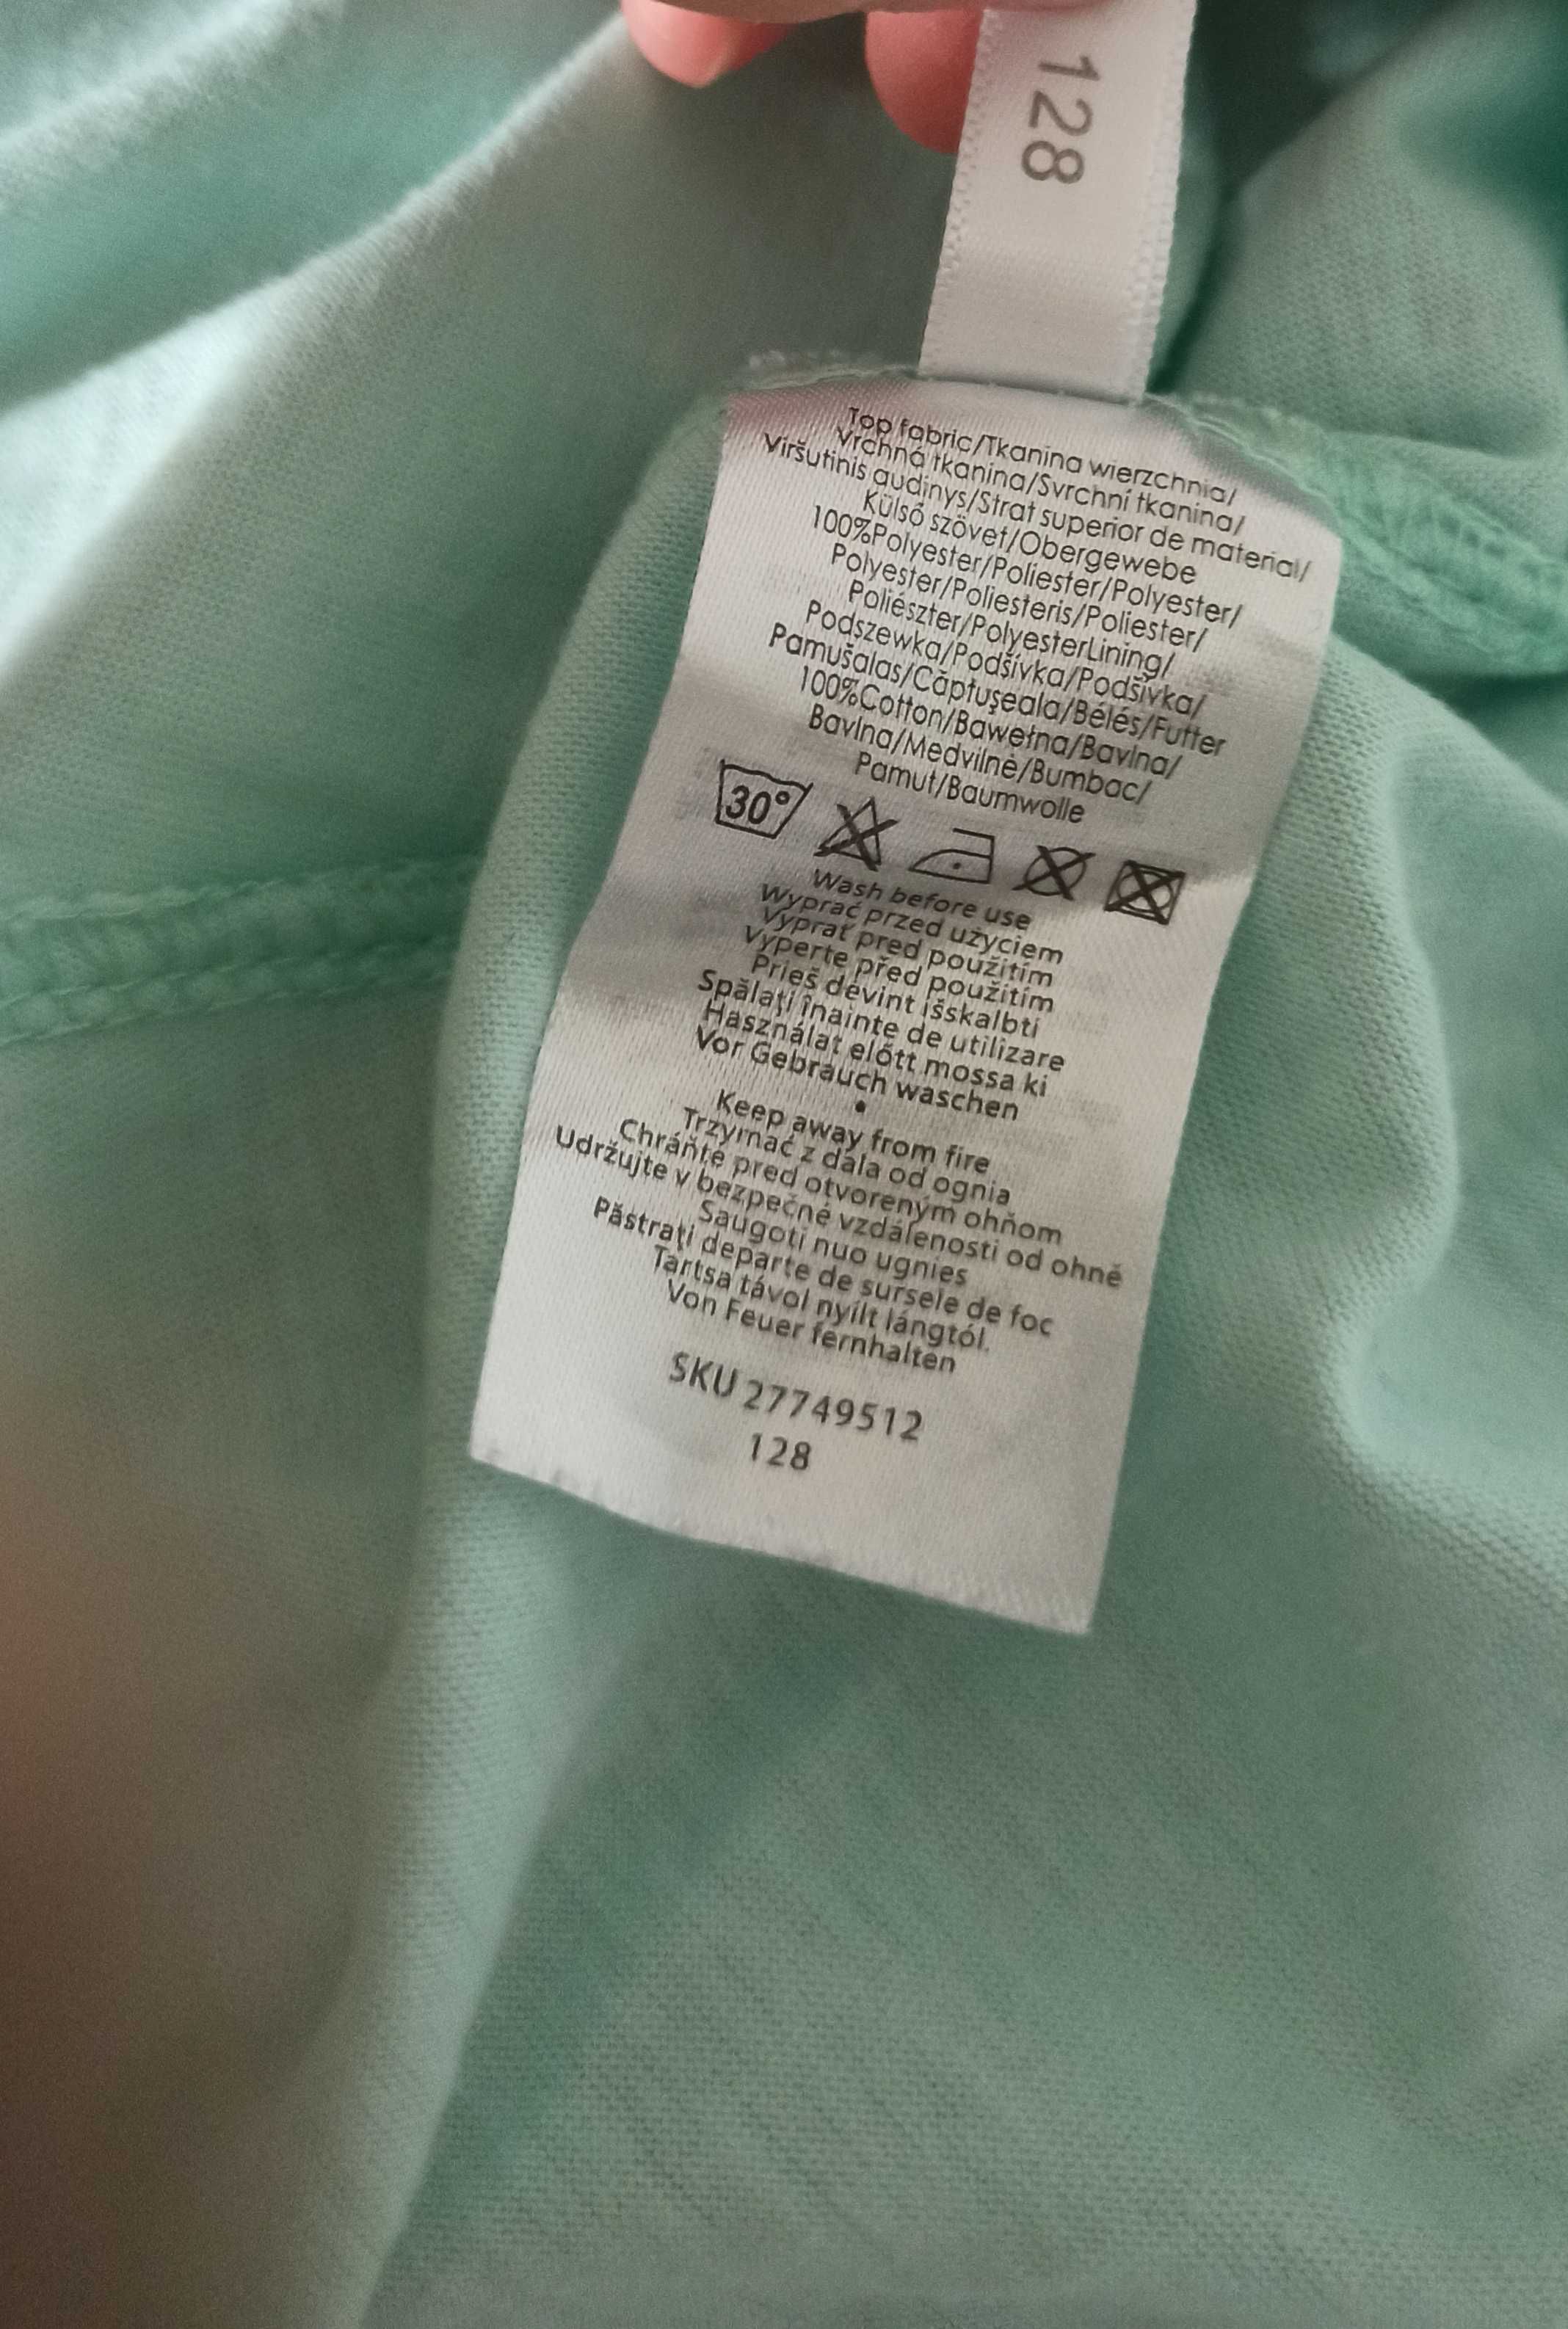 128
Top fabric/Tkanina wierzchnia/
Vrchná tkanina/Svrchní tkanina/
Viršutinis audinys/Strat superior de material/
Külső szövet/Obergewebe
100%Polyester/Poliester/Polyester/
Polyester/Poliesteris/Poliester/
Poliészter/PolyesterLining/
Podszewka/Podšívka/Podšívka/
Pamušalas/Căptuşeala/Bélés/Futter
100%Cotton/Bawełna/Bavlna/
Bavlna/Medvilnė/Bumbac/
Pamut/Baumwolle
30°
Wash before use
Wyprać przed użyciem
Vyprať pred použitím
Vyperte před použitím
Prieš dėvint išskalbti
Spălaţi înainte de utilizare
Használat előtt mossa ki
Vor Gebrauch waschen
•
Keep away from fire
Trzymać z dala od ognia
Chráňte pred otvoreným ohňom
Udržujte v bezpečné vzdálenosti od ohně
Saugoti nuo ugnies
Păstraţi departe de sursele de foc
Tartsa távol nyílt lángtól.
Von Feuer fernhalten
SKU 27749512
128